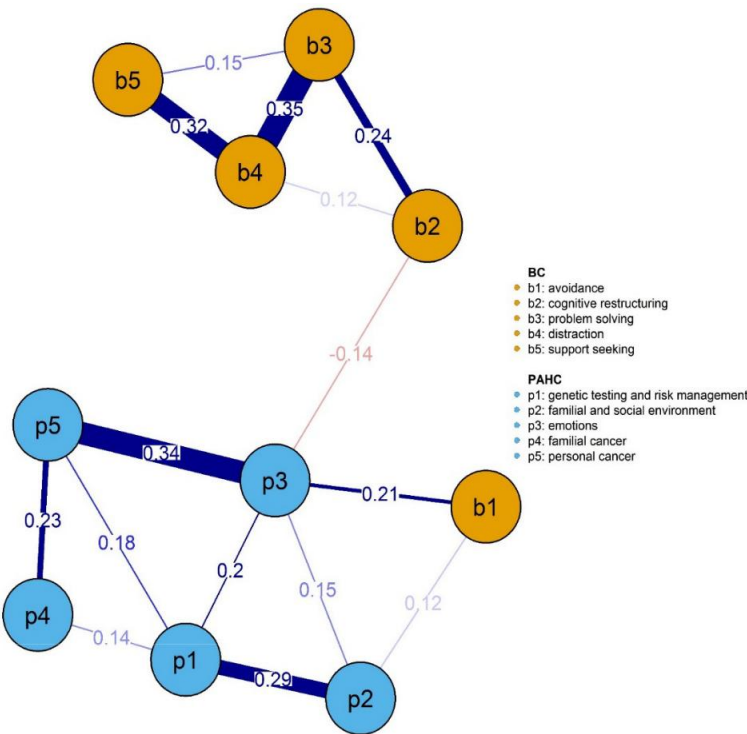 b3
b5
0.15
0.35
0.32
0.24
b4
0.12
b2
BC
b1: avoidance
b2: cognitive restructuring
b3: problem solving
b4: distraction
b5: support seeking
-0.14
PAHC
p1: genetic testing and risk management
p2: familial and social environment
p3: emotions
p4: familial cancer
p5: personal cancer
p5
0.34
p3
0.21
b1
0.23
0.18
0.2
0.15
0.12
p4
0.14
p1
0.29
p2